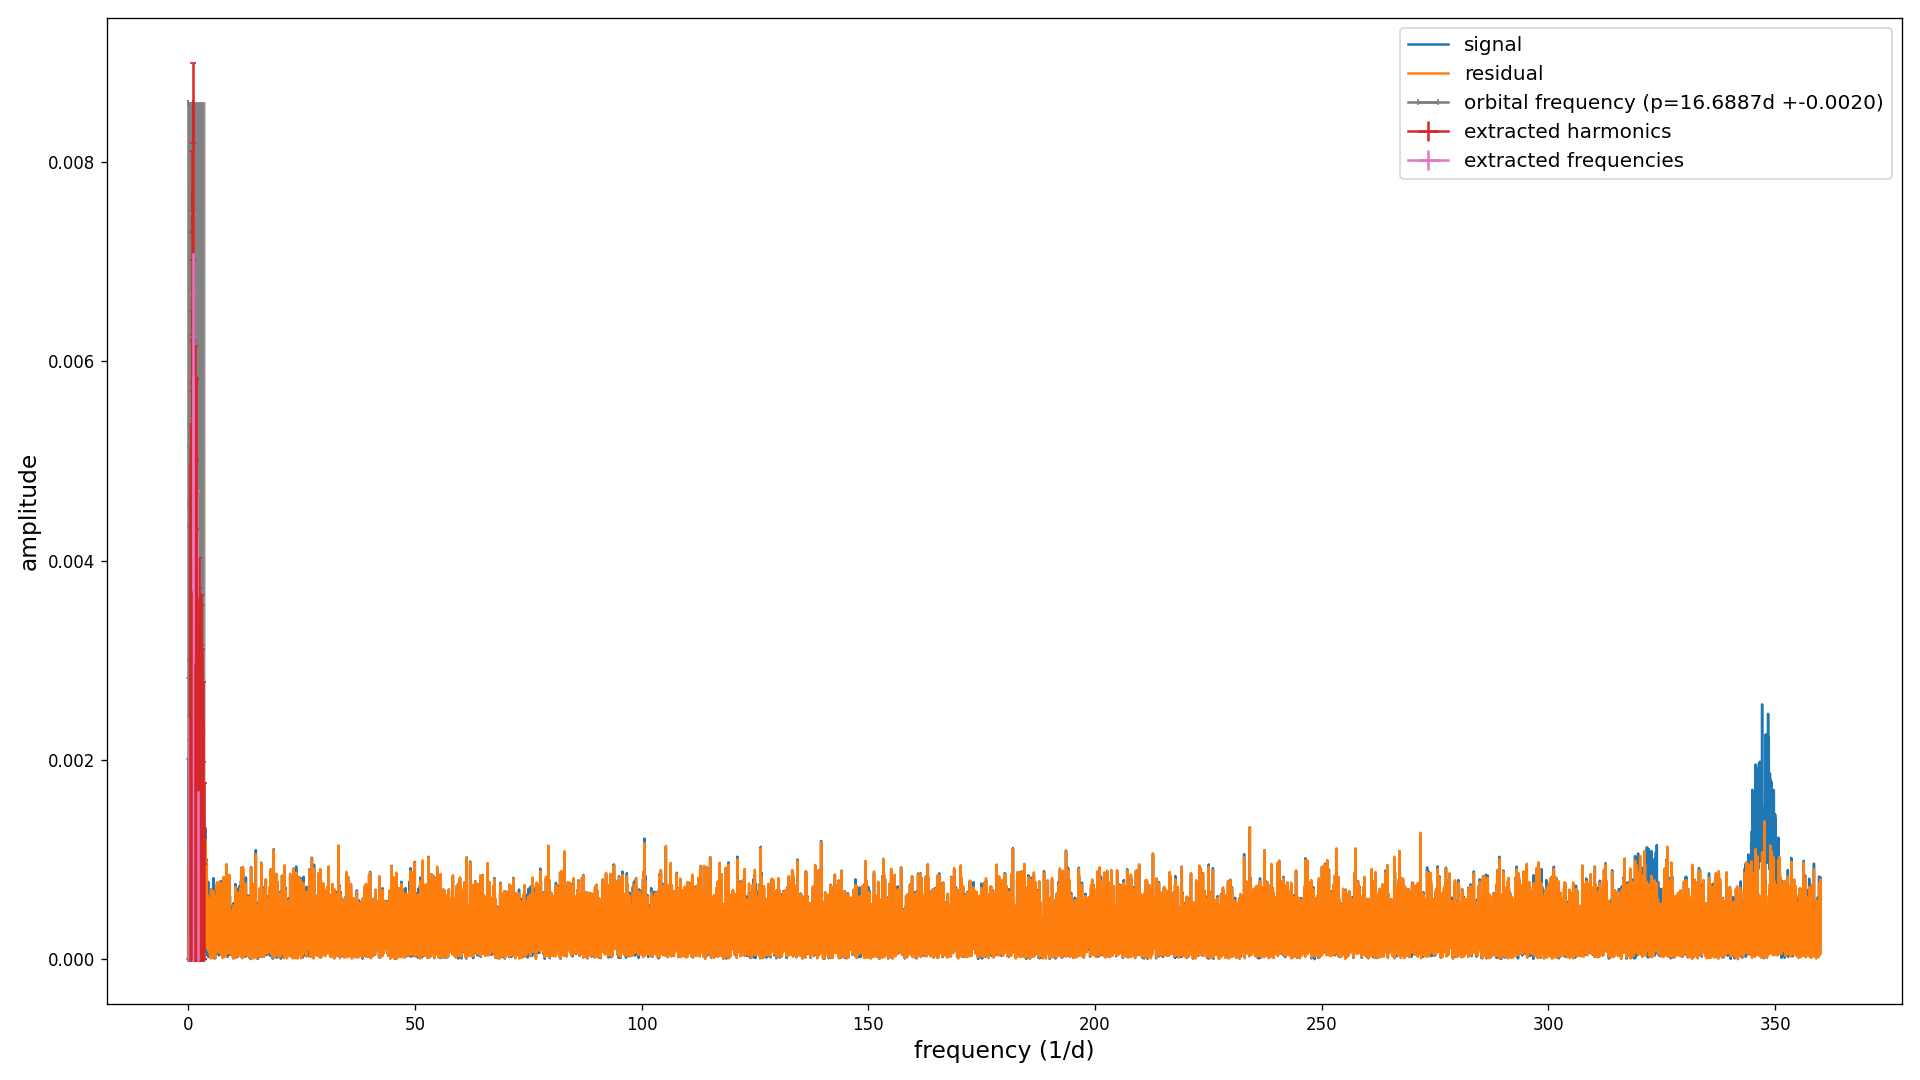 signal
residual
orbital frequency (p=16.6887d +-0.0020)
extracted harmonics
extracted frequencies
0.008
0.006
0.004
0.002
0.000
amplitude
0 50 100 150 200 250 300 350
frequency (1/d)